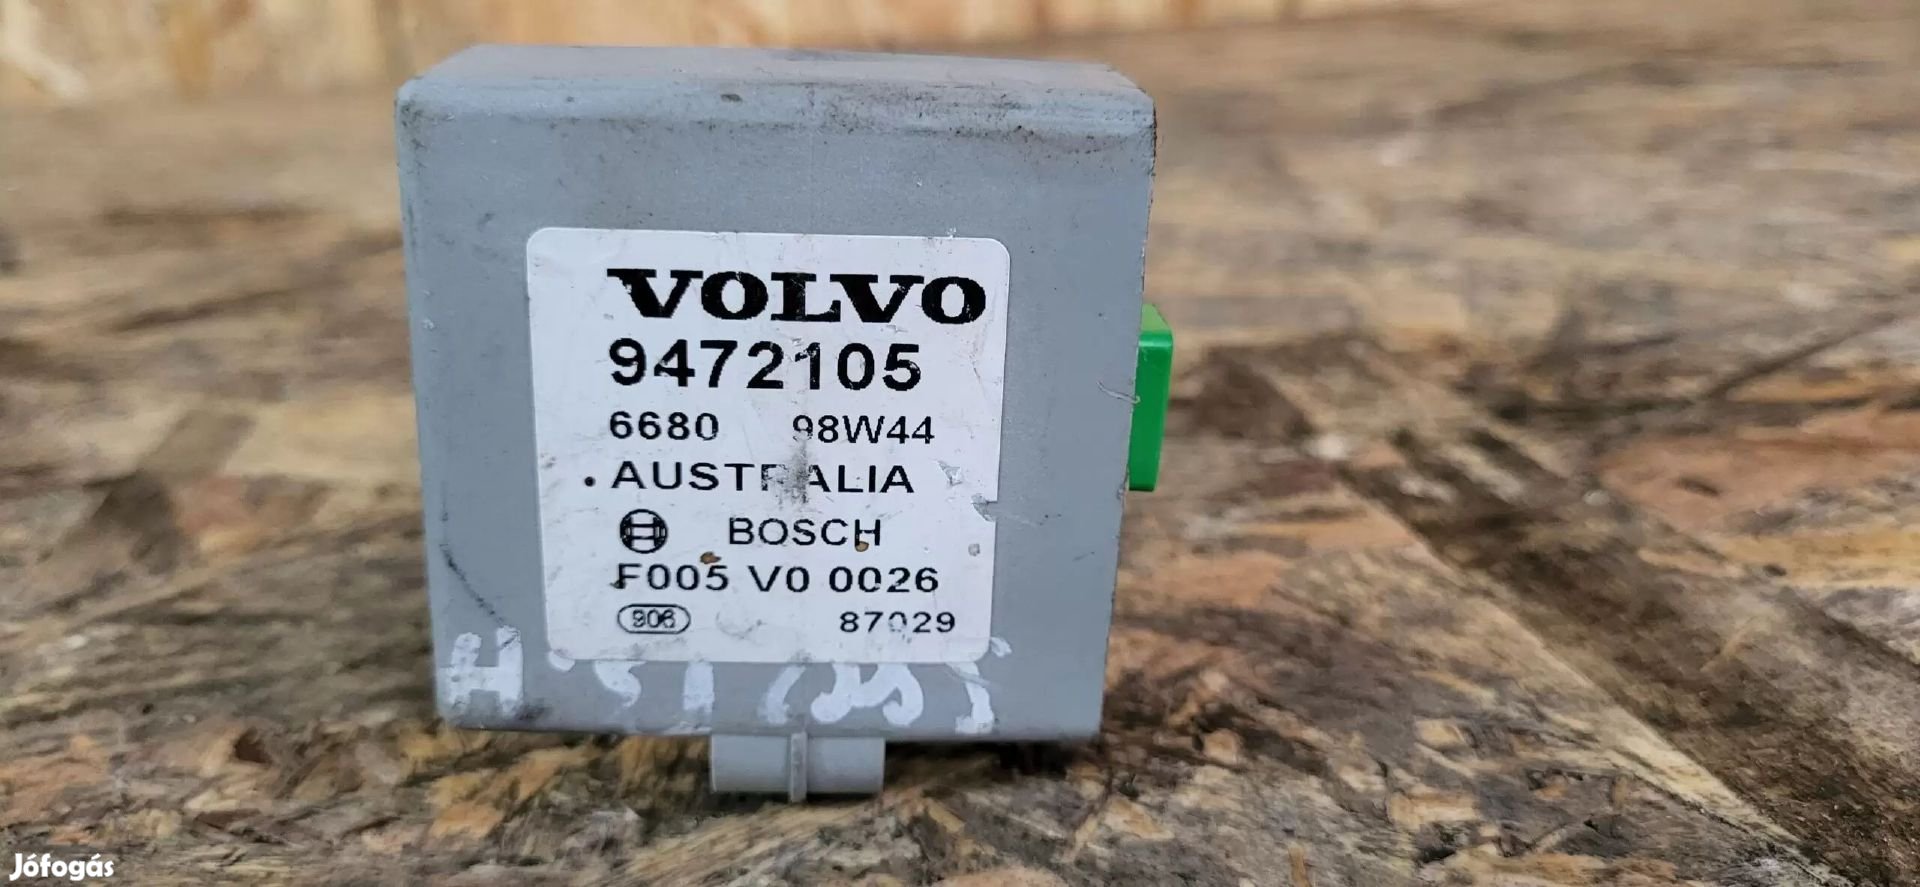 VOLVO
9472105
6680 98W44
AUSTRALIA
BOSCH
F005 V0 0026
906 87029
Jófogás